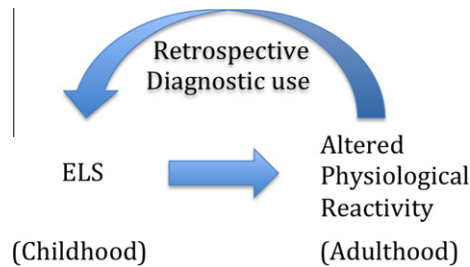 Retrospective
Diagnostic use
ELS
Altered
Physiological
Reactivity
(Childhood)
(Adulthood)